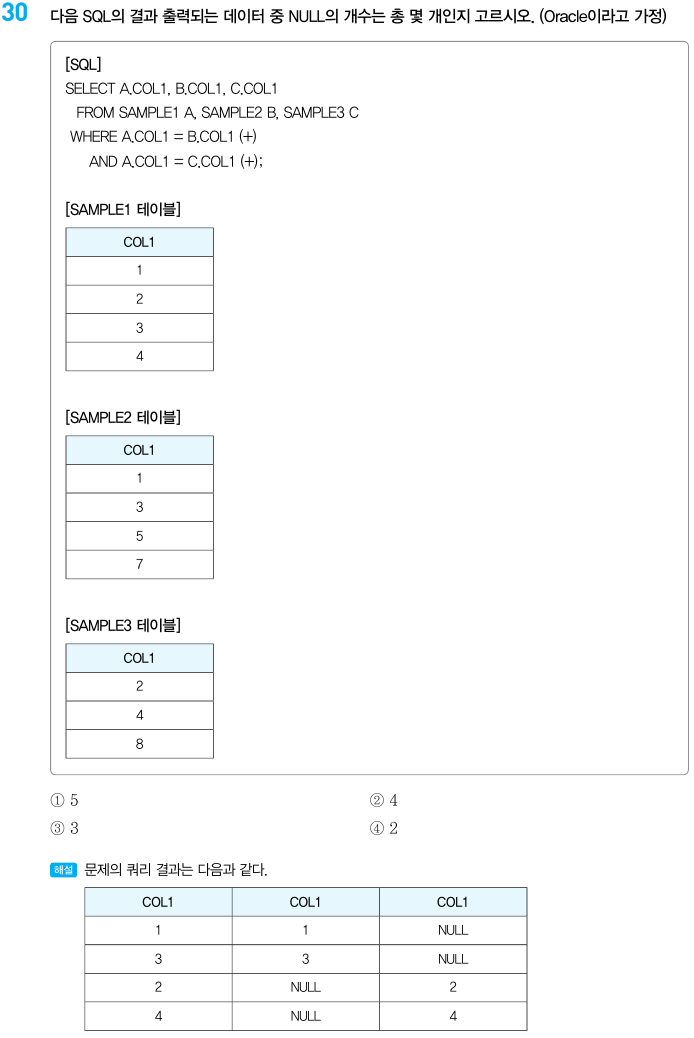 30 다음 SQL의 결과 출력되는 데이터 중 NULL의 개수는 총 몇 개인지 고르시오. (Oracle이라고 가정)
[SQL]
SELECT A.COL1, B.COL1, C.COL1
FROM SAMPLE1 A, SAMPLE2 B, SAMPLE3 C
WHERE A.COL1 = B.COL1 (+)
AND A.COL1 = C.COL1 (+);
[SAMPLE1 테이블]
COL1
1
2
3
4
[SAMPLE2 테이블]
COL1
1
3
5
7
[SAMPLE3 테이블]
COL1
2
4
8
① 5 ② 4
③ 3 ④ 2
해설 문제의 쿼리 결과는 다음과 같다.
COL1 COL1 COL1
1 1 NULL
3 3 NULL
2 NULL 2
4 NULL 4